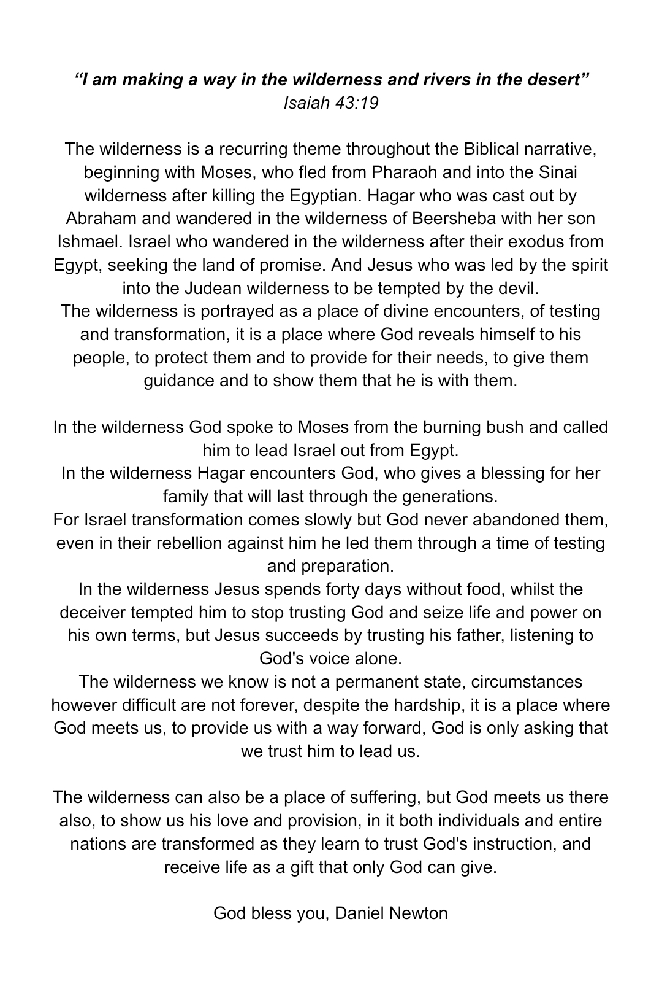 “I am making a way in the wilderness and rivers in the desert”
Isaiah 43:19
The wilderness is a recurring theme throughout the Biblical narrative,
beginning with Moses, who fled from Pharaoh and into the Sinai
wilderness after killing the Egyptian. Hagar who was cast out by
Abraham and wandered in the wilderness of Beersheba with her son
Ishmael. Israel who wandered in the wilderness after their exodus from
Egypt, seeking the land of promise. And Jesus who was led by the spirit
into the Judean wilderness to be tempted by the devil.
The wilderness is portrayed as a place of divine encounters, of testing
and transformation, it is a place where God reveals himself to his
people, to protect them and to provide for their needs, to give them
guidance and to show them that he is with them.
In the wilderness God spoke to Moses from the burning bush and called
him to lead Israel out from Egypt.
In the wilderness Hagar encounters God, who gives a blessing for her
family that will last through the generations.
For Israel transformation comes slowly but God never abandoned them,
even in their rebellion against him he led them through a time of testing
and preparation.
In the wilderness Jesus spends forty days without food, whilst the
deceiver tempted him to stop trusting God and seize life and power on
his own terms, but Jesus succeeds by trusting his father, listening to
God's voice alone.
The wilderness we know is not a permanent state, circumstances
however difficult are not forever, despite the hardship, it is a place where
God meets us, to provide us with a way forward, God is only asking that
we trust him to lead us.
The wilderness can also be a place of suffering, but God meets us there
also, to show us his love and provision, in it both individuals and entire
nations are transformed as they learn to trust God's instruction, and
receive life as a gift that only God can give.
God bless you, Daniel Newton